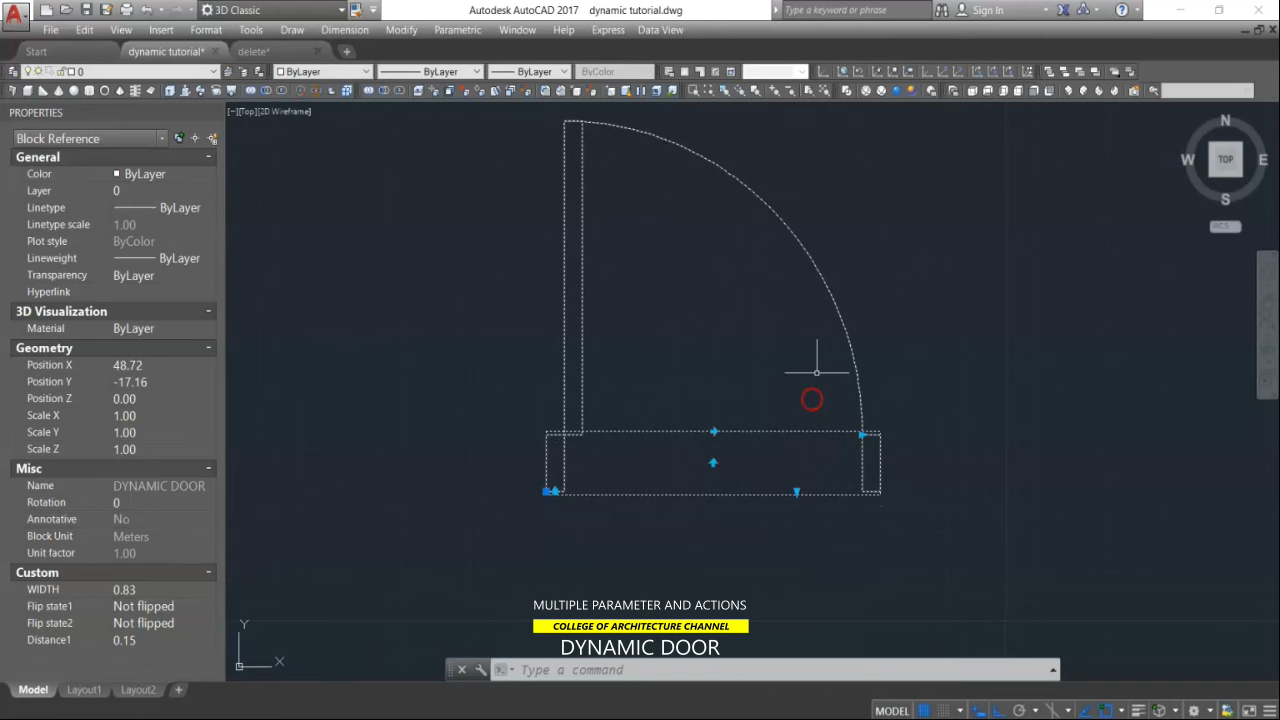 3D Classic
Autodesk AutoCAD 2017 dynamic tutorial.dwg
Type a keyword or phrase
Sign In
File Edit View Insert Format Tools Draw Dimension Modify Parametric Window Help Express Data View
Start
dynamic tutorial*
delete*
0
ByLayer
ByLayer
ByLayer
ByColor
PROPERTIES
[−][Top][2D Wireframe]
Block Reference
General
Color ByLayer
Layer 0
Linetype ByLayer
Linetype scale 1.00
Plot style ByColor
Lineweight ByLayer
Transparency ByLayer
Hyperlink
3D Visualization
Material ByLayer
Geometry
Position X 48.72
Position Y -17.16
Position Z 0.00
Scale X 1.00
Scale Y 1.00
Scale Z 1.00
Misc
Name DYNAMIC DOOR
Rotation 0
Annotative No
Block Unit Meters
Unit factor 1.00
Custom
WIDTH 0.83
Flip state1 Not flipped
Flip state2 Not flipped
Distance1 0.15
N
W TOP E
S
WCS
Y
X
MULTIPLE PARAMETER AND ACTIONS
COLLEGE OF ARCHITECTURE CHANNEL
DYNAMIC DOOR
Type a command
Model Layout1 Layout2 +
MODEL